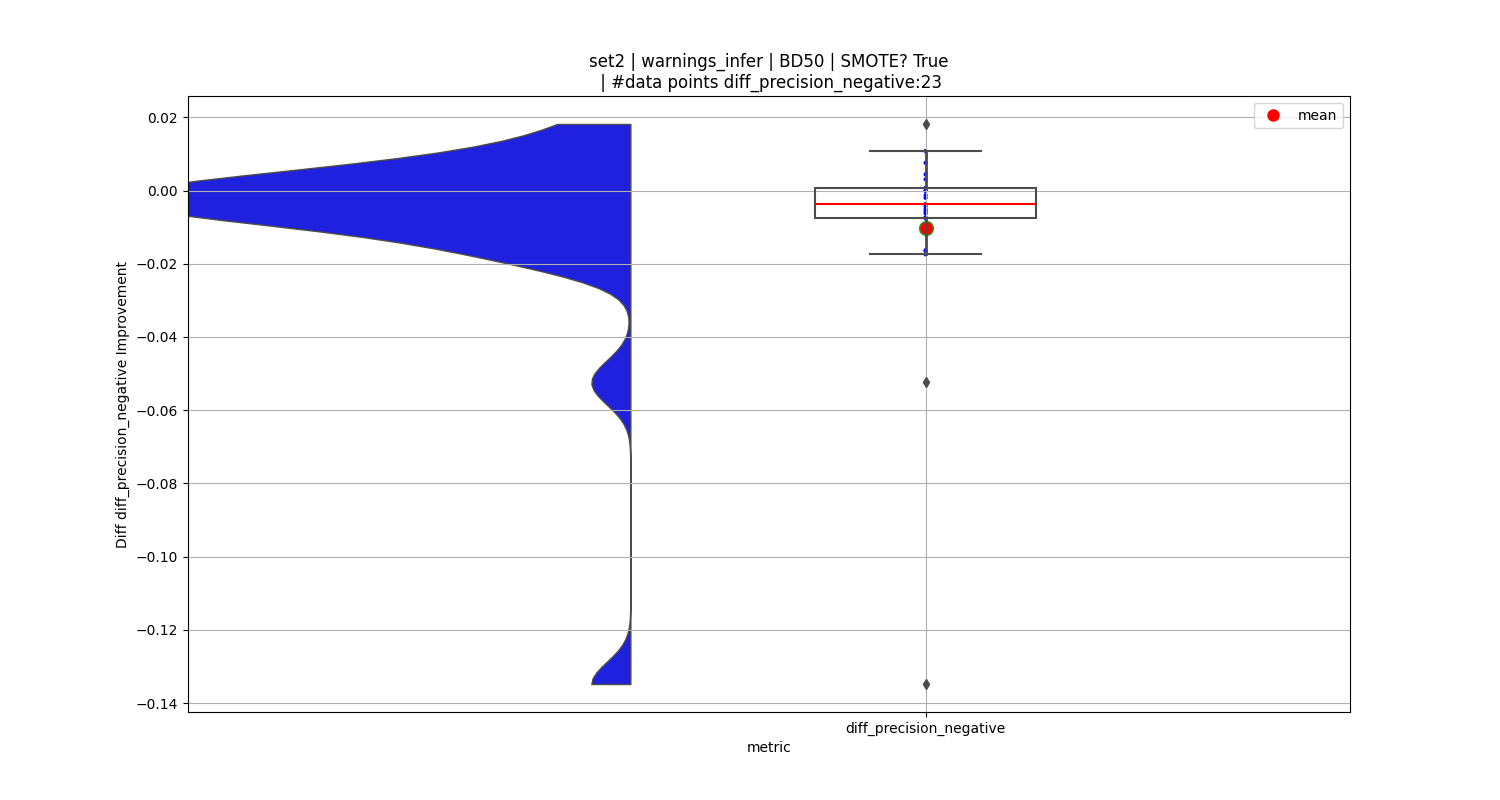 set2 | warnings_infer | BD50 | SMOTE? True
| #data points diff_precision_negative:23
mean
Diff diff_precision_negative Improvement
0.02
0.00
−0.02
−0.04
−0.06
−0.08
−0.10
−0.12
−0.14
diff_precision_negative
metric